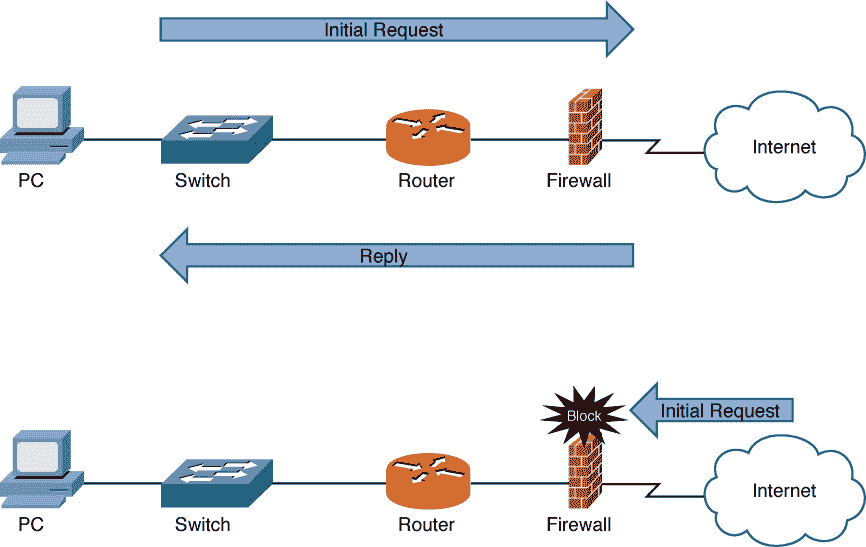 Initial Request
Internet
PC
Switch
Router
Firewall
Reply
Block
Initial Request
Internet
PC
Switch
Router
Firewall